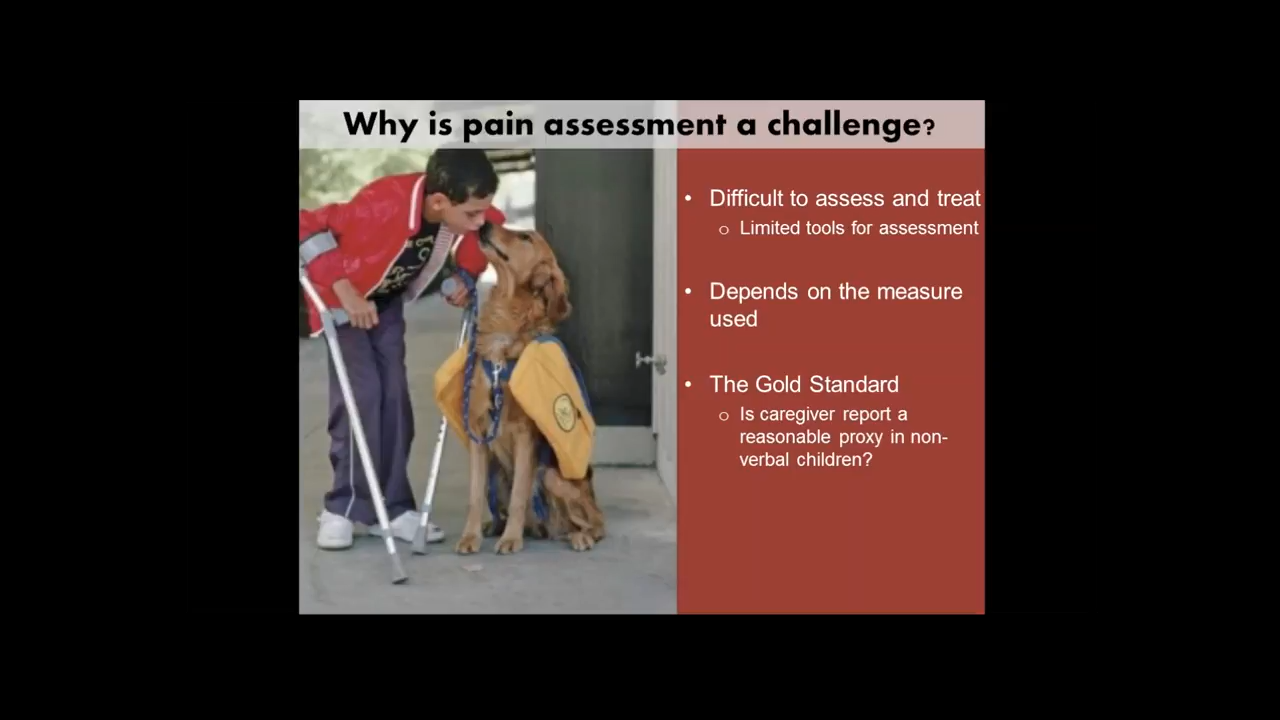 Why is pain assessment a challenge?
• Difficult to assess and treat
o Limited tools for assessment
• Depends on the measure
used
• The Gold Standard
o Is caregiver report a
reasonable proxy in non-
verbal children?